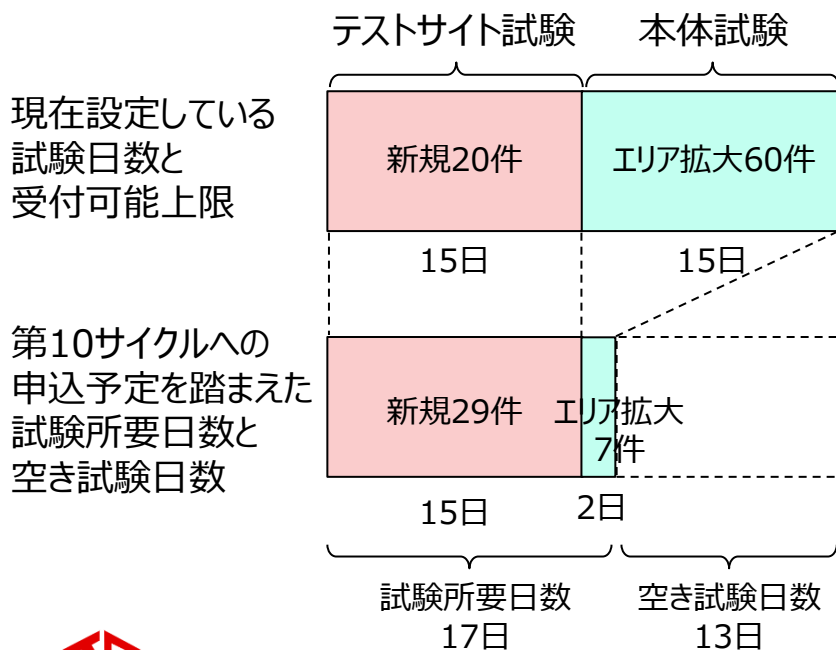 テストサイト試験
本体試験
現在設定している
試験日数と
受付可能上限
新規20件
エリア拡大60件
15日
15日
第10サイクルへの
申込予定を踏まえた
試験所要日数と
空き試験日数
新規29件
エリア拡大
7件
15日
2日
試験所要日数
17日
空き試験日数
13日